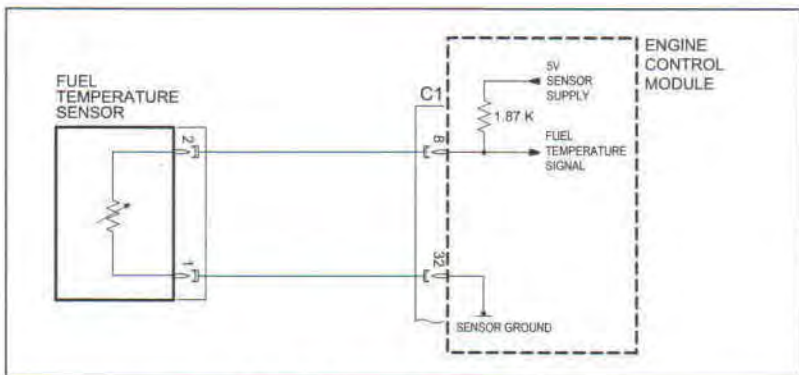 FUEL
TEMPERATURE
SENSOR
2
1
C1
8
32
5V
SENSOR
SUPPLY
1.87 K
FUEL
TEMPERATURE
SIGNAL
SENSOR GROUND
ENGINE
CONTROL
MODULE